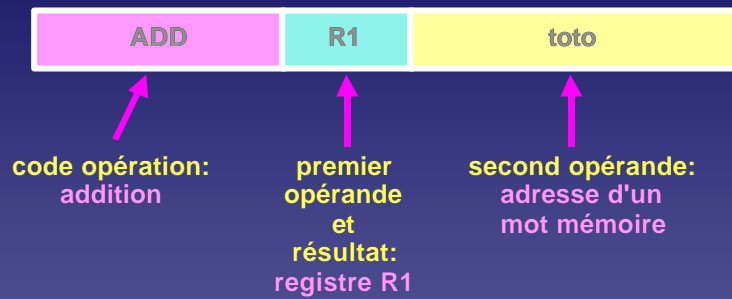 ADD R1 toto
code opération:
addition
premier
opérande
et
résultat:
registre R1
second opérande:
adresse d'un
mot mémoire